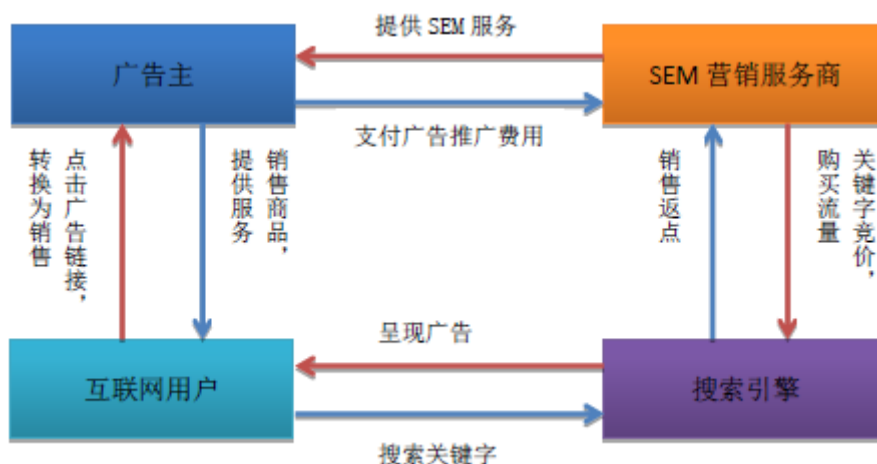 提供 SEM 服务
广告主
SEM 营销服务商
支付广告推广费用
点击广告链接，
转换为销售
销售商品，
提供服务
销售返点
关键字竞价，
购买流量
呈现广告
互联网用户
搜索引擎
搜索关键字